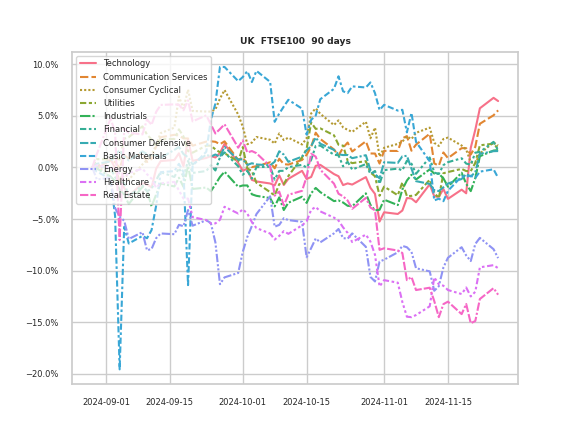 UK  FTSE100  90 days
10.0%
5.0%
0.0%
−5.0%
−10.0%
−15.0%
−20.0%
Technology
Communication Services
Consumer Cyclical
Utilities
Industrials
Financial
Consumer Defensive
Basic Materials
Energy
Healthcare
Real Estate
2024-09-01 2024-09-15 2024-10-01 2024-10-15 2024-11-01 2024-11-15